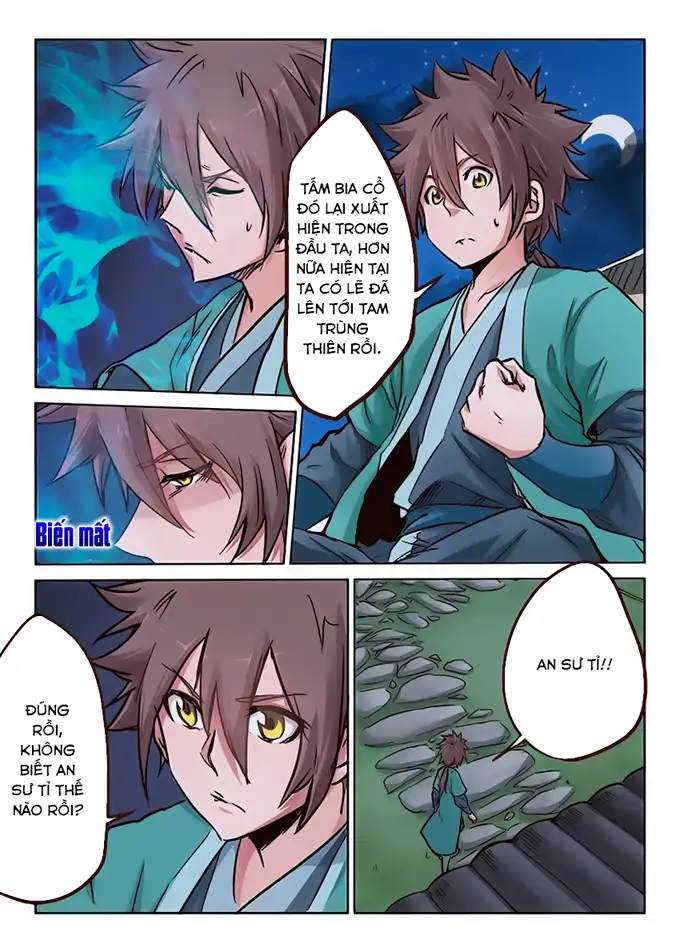 TẤM BIA CỔ
ĐÓ LẠI XUẤT
HIỆN TRONG
ĐẦU TA, HƠN
NỮA HIỆN TẠI
TA CÓ LẼ ĐÃ
LÊN TỚI TAM
TRÙNG
THIÊN RỒI.
Biến mất
ĐÚNG
RỒI,
KHÔNG
BIẾT AN
SƯ TỈ THẾ
NÀO RỒI?
AN SƯ TỈ!!